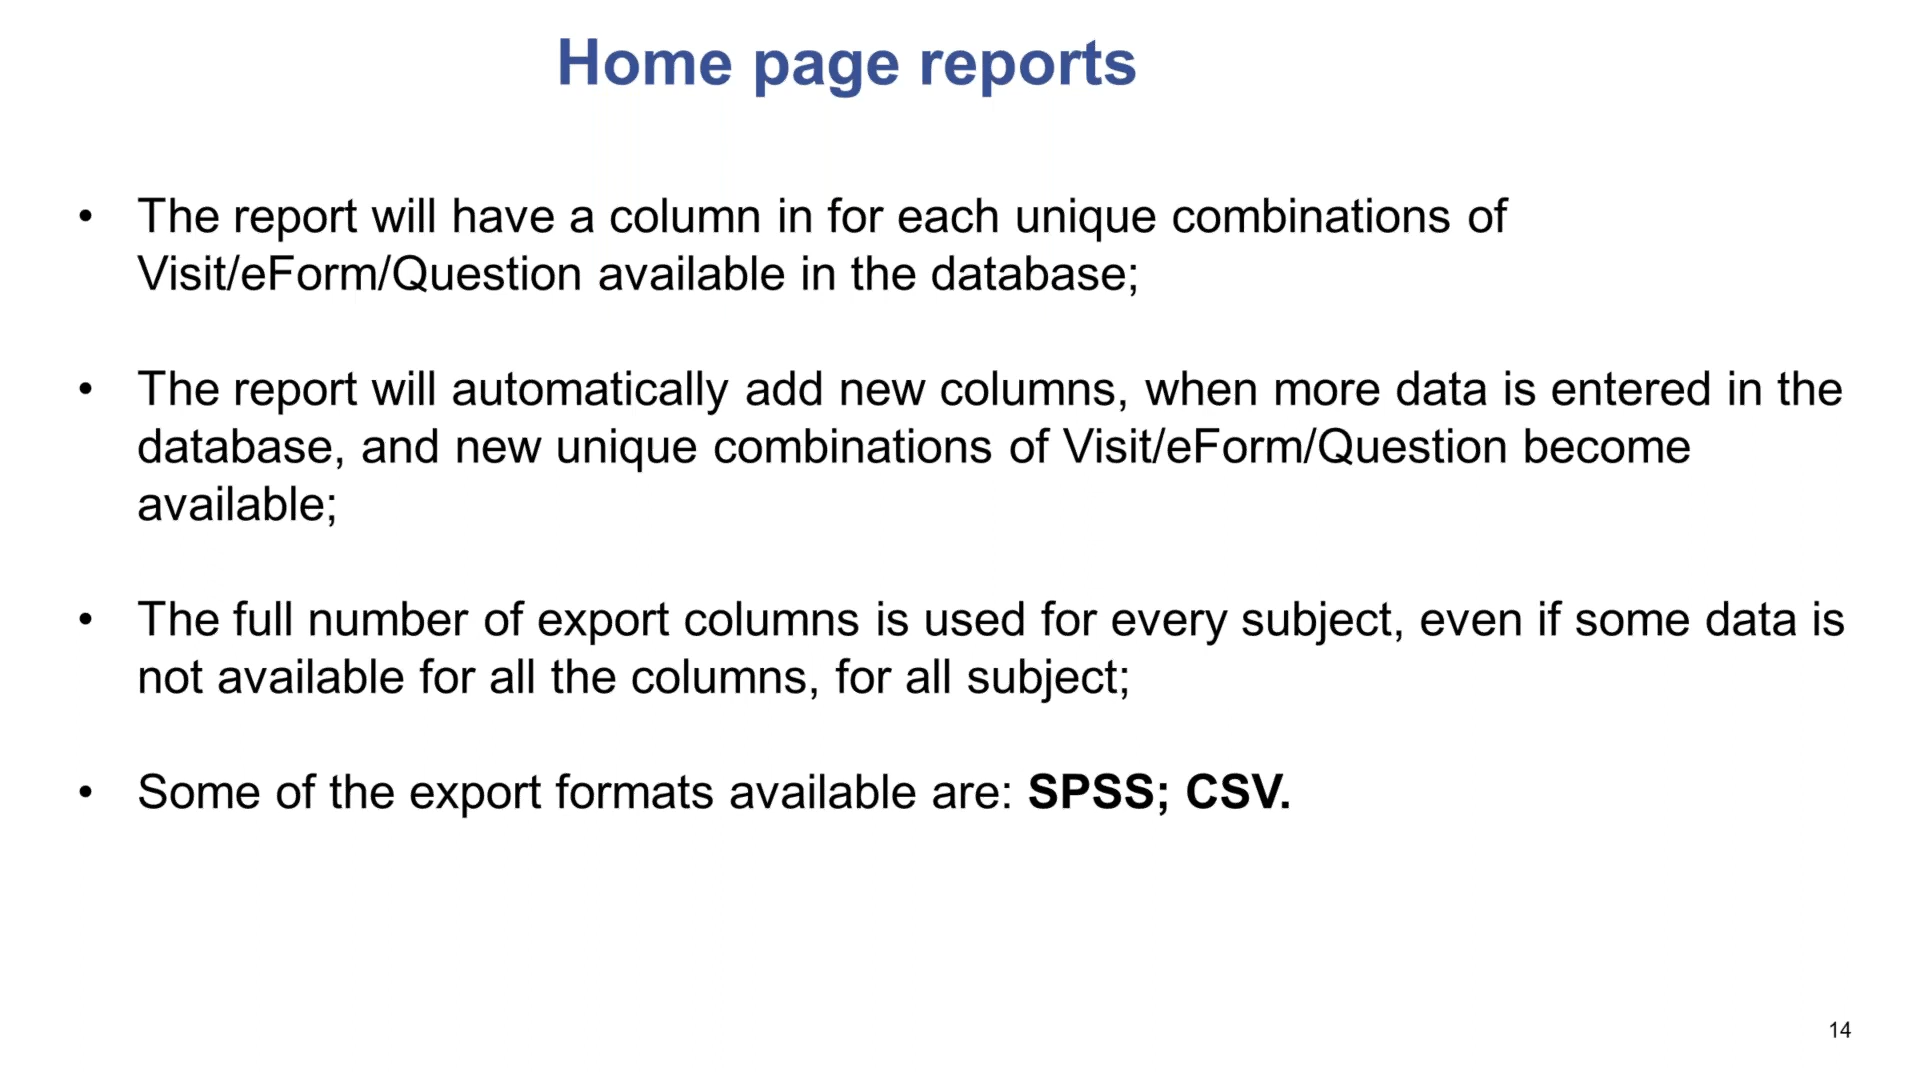 Home page reports
• The report will have a column in for each unique combinations of
Visit/eForm/Question available in the database;
• The report will automatically add new columns, when more data is entered in the
database, and new unique combinations of Visit/eForm/Question become
available;
• The full number of export columns is used for every subject, even if some data is
not available for all the columns, for all subject;
• Some of the export formats available are: SPSS; CSV.
14